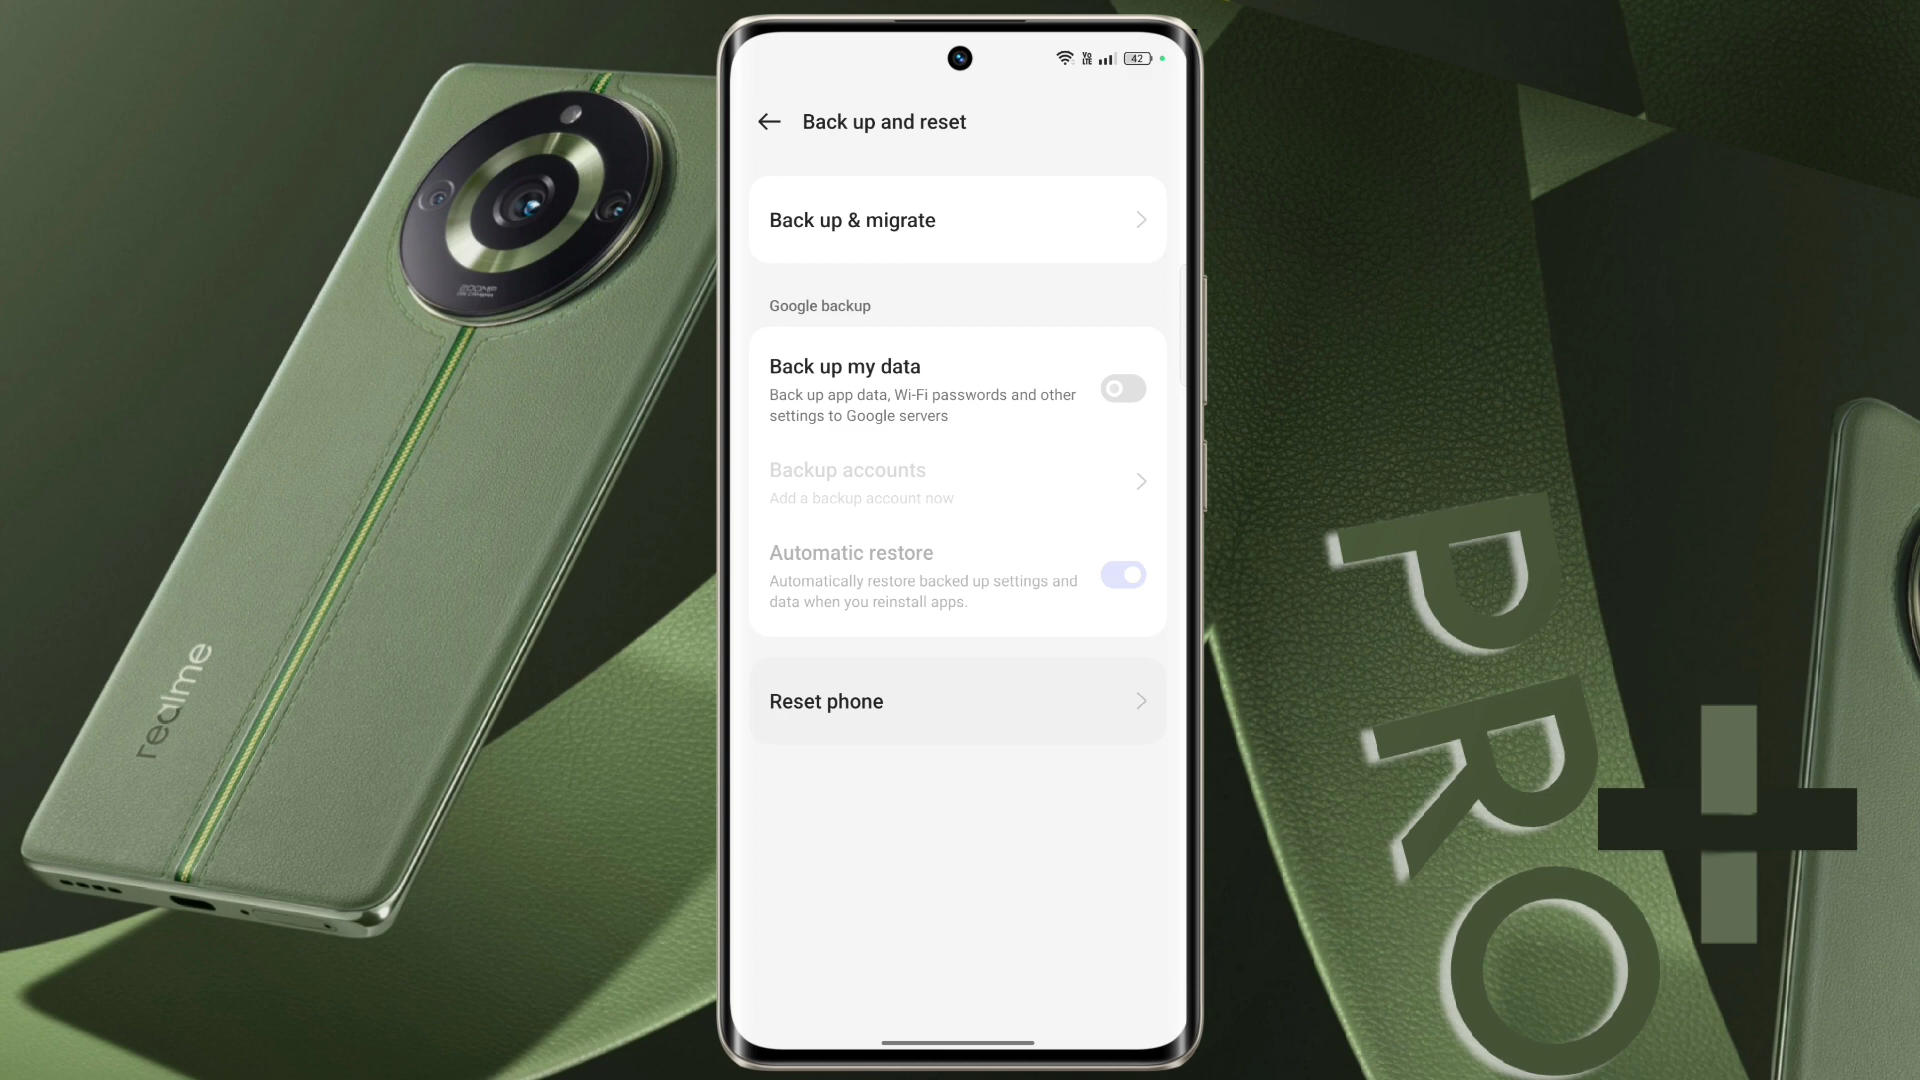 42
Back up and reset
Back up & migrate
Google backup
Back up my data
Back up app data, Wi-Fi passwords and other
settings to Google servers
Backup accounts
Add a backup account now
Automatic restore
Automatically restore backed up settings and
data when you reinstall apps.
Reset phone
realme
PRO+